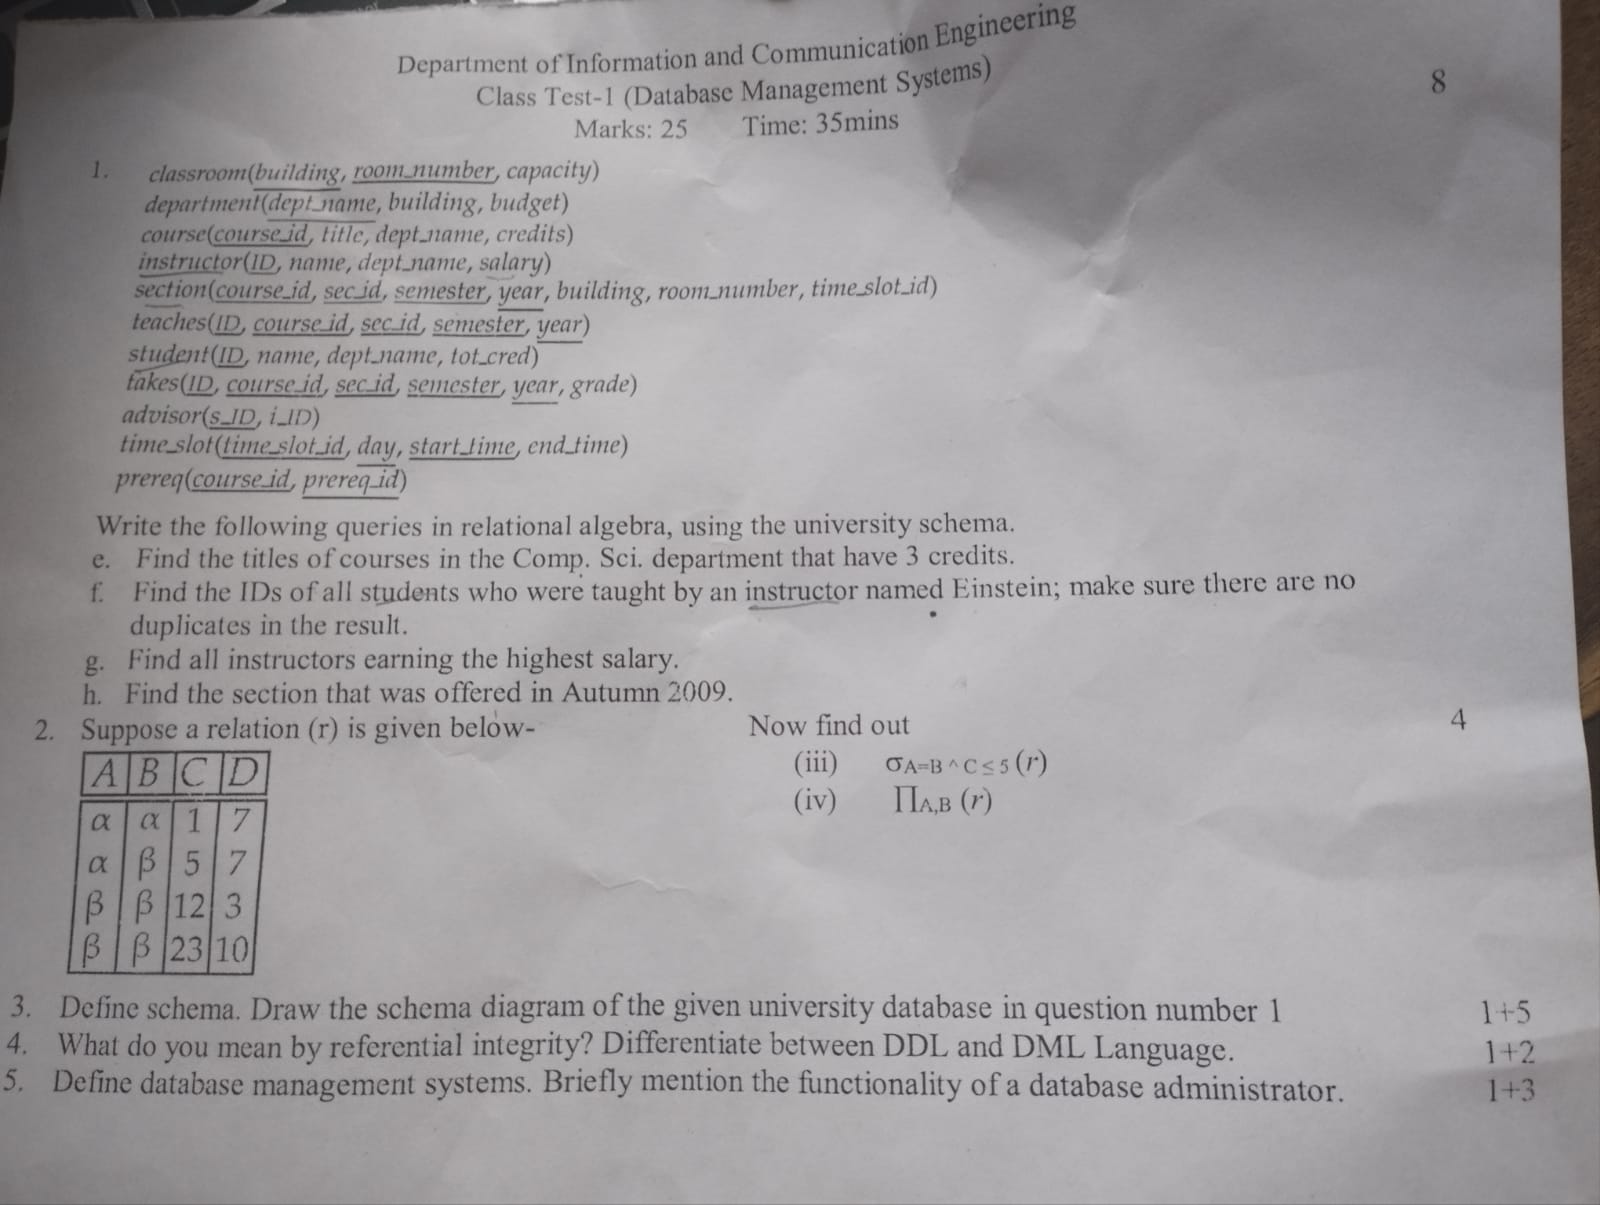 Department of Information and Communication Engineering
Class Test-1 (Database Management Systems)
8
Marks: 25 Time: 35mins
1. classroom(building, room_number, capacity)
department(dept_name, building, budget)
course(course_id, title, dept_name, credits)
instructor(ID, name, dept_name, salary)
section(course_id, sec_id, semester, year, building, room_number, time_slot_id)
teaches(ID, course_id, sec_id, semester, year)
student(ID, name, dept_name, tot_cred)
takes(ID, course_id, sec_id, semester, year, grade)
advisor(s_ID, i_ID)
time_slot(time_slot_id, day, start_time, end_time)
prereq(course_id, prereq_id)
Write the following queries in relational algebra, using the university schema.
e. Find the titles of courses in the Comp. Sci. department that have 3 credits.
f. Find the IDs of all students who were taught by an instructor named Einstein; make sure there are no
duplicates in the result.
g. Find all instructors earning the highest salary.
h. Find the section that was offered in Autumn 2009.
2. Suppose a relation (r) is given below- Now find out 4
A B C D
α α 1 7
α β 5 7
β β 12 3
β β 23 10
(iii) σA=B ^ C ≤ 5 (r)
(iv) ∏A,B (r)
3. Define schema. Draw the schema diagram of the given university database in question number 1 1+5
4. What do you mean by referential integrity? Differentiate between DDL and DML Language. 1+2
5. Define database management systems. Briefly mention the functionality of a database administrator. 1+3